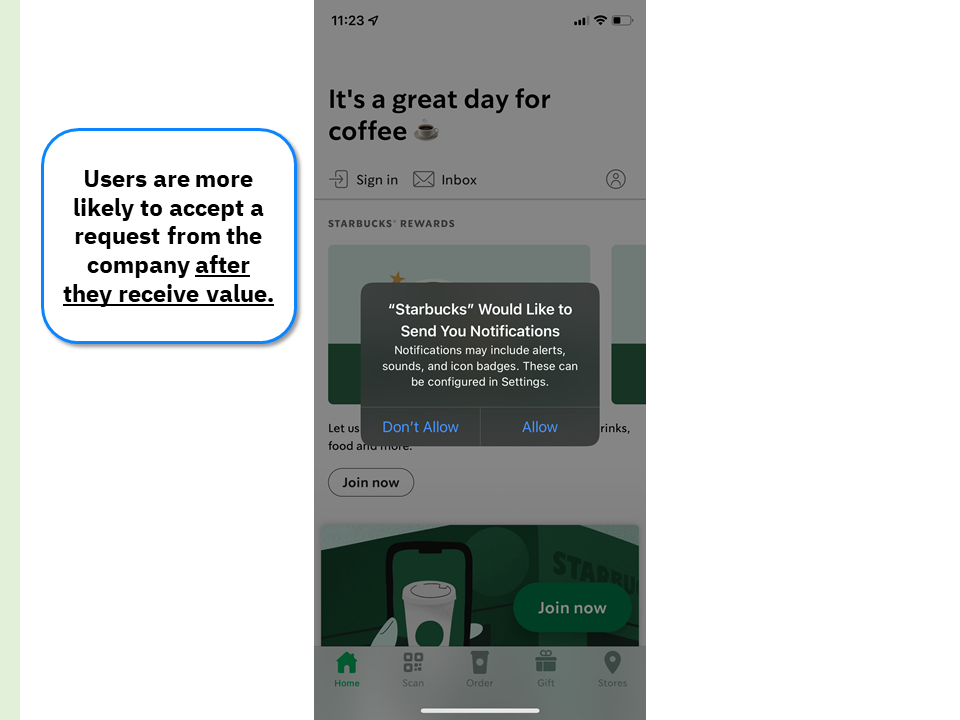 Users are more
likely to accept a
request from the
company after
they receive value.
11:23
It's a great day for
coffee ☕
Sign in
Inbox
STARBUCKS® REWARDS
“Starbucks” Would Like to
Send You Notifications
Notifications may include alerts,
sounds, and icon badges. These can
be configured in Settings.
Don’t Allow
Allow
Let us
rinks,
food and more.
Join now
STARBUC
Join now
Home
Scan
Order
Gift
Stores